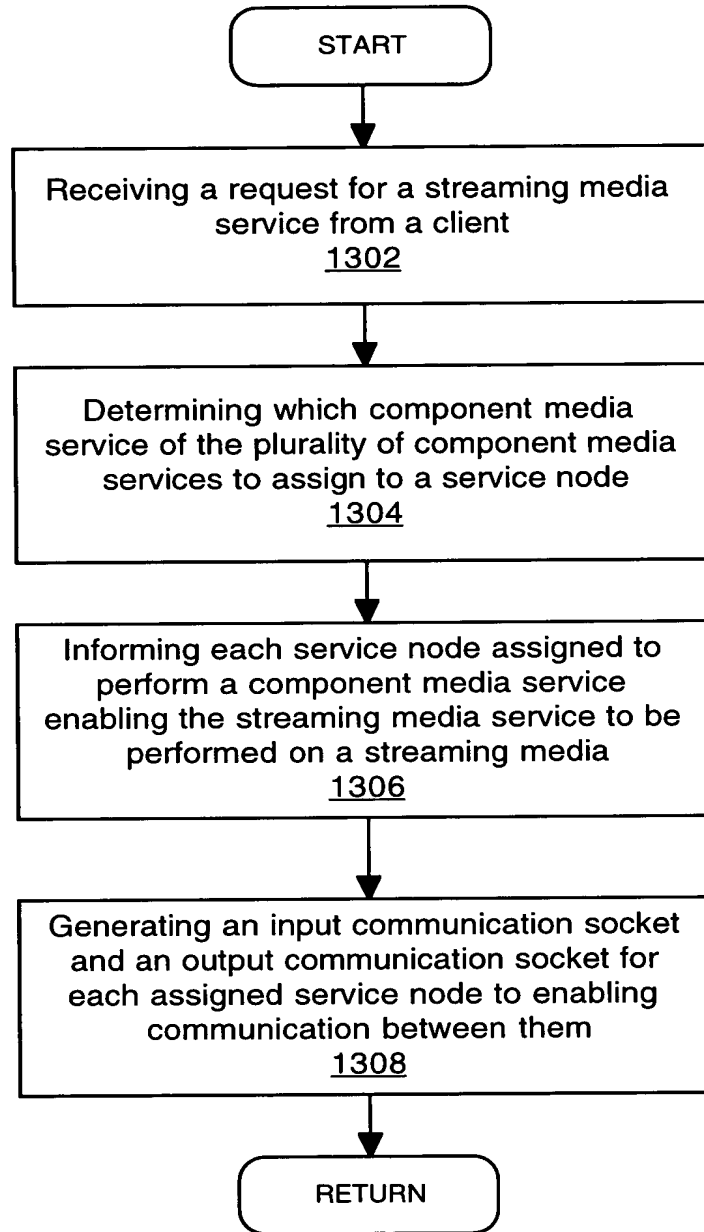 START
Receiving a request for a streaming media
service from a client
1302
Determining which component media
service of the plurality of component media
services to assign to a service node
1304
Informing each service node assigned to
perform a component media service
enabling the streaming media service to be
performed on a streaming media
1306
Generating an input communication socket
and an output communication socket for
each assigned service node to enabling
communication between them
1308
RETURN